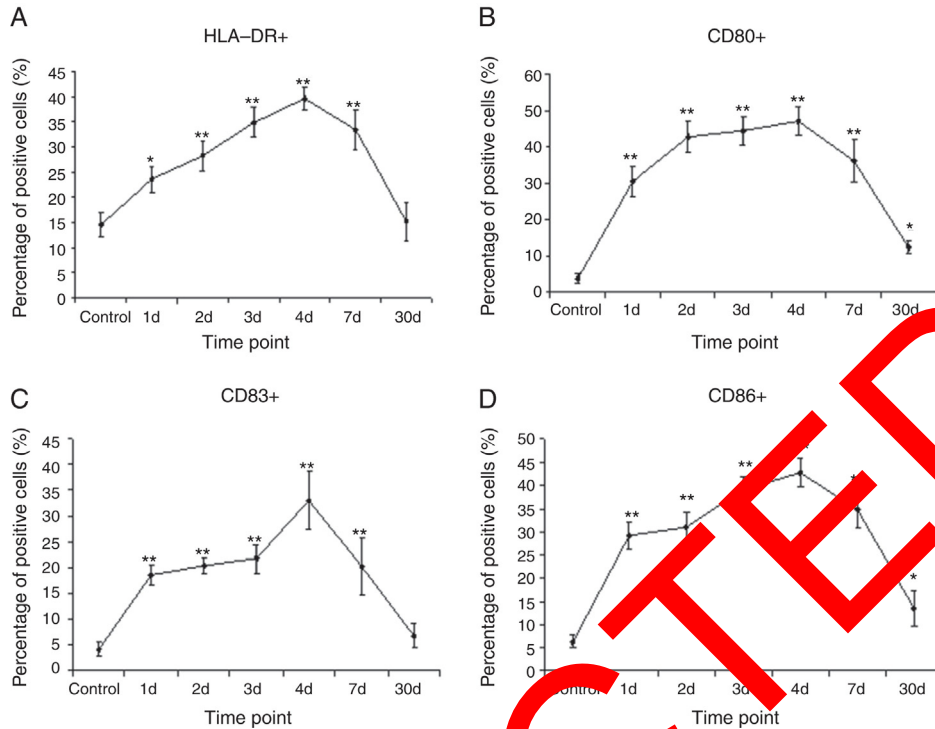 A
HLA–DR+
Percentage of positive cells (%)
45
40
35
30
25
20
15
10
5
0
*
**
**
**
**
Control 1d 2d 3d 4d 7d 30d
Time point
B
CD80+
Percentage of positive cells (%)
60
50
40
30
20
10
0
**
**
**
**
**
*
Control 1d 2d 3d 4d 7d 30d
Time point
C
CD83+
Percentage of positive cells (%)
45
40
35
30
25
20
15
10
5
0
**
**
**
**
**
Control 1d 2d 3d 4d 7d 30d
Time point
D
CD86+
Percentage of positive cells (%)
50
45
40
35
30
25
20
15
10
5
0
**
**
**
*
Control 1d 2d 3d 4d 7d 30d
Time point
CTED